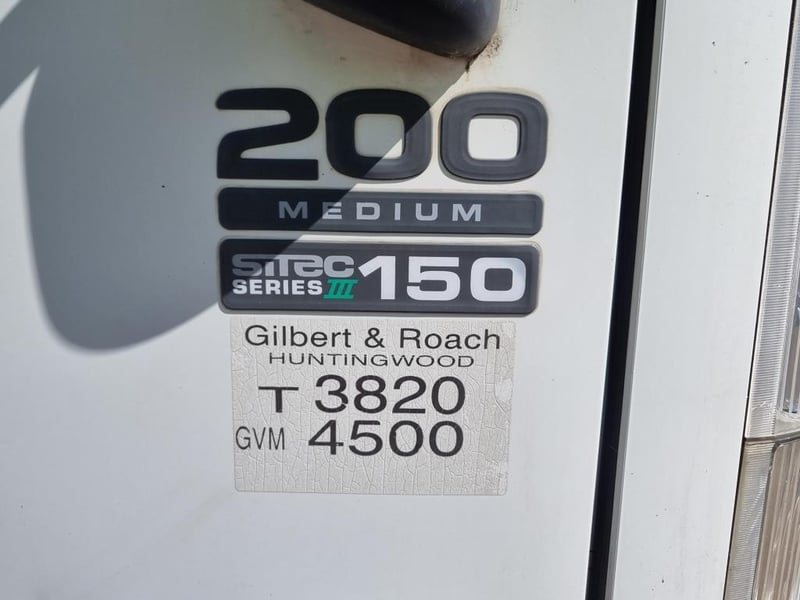 200
MEDIUM
SiTEC
SERIES III 150
Gilbert & Roach
HUNTINGWOOD
T 3820
GVM 4500